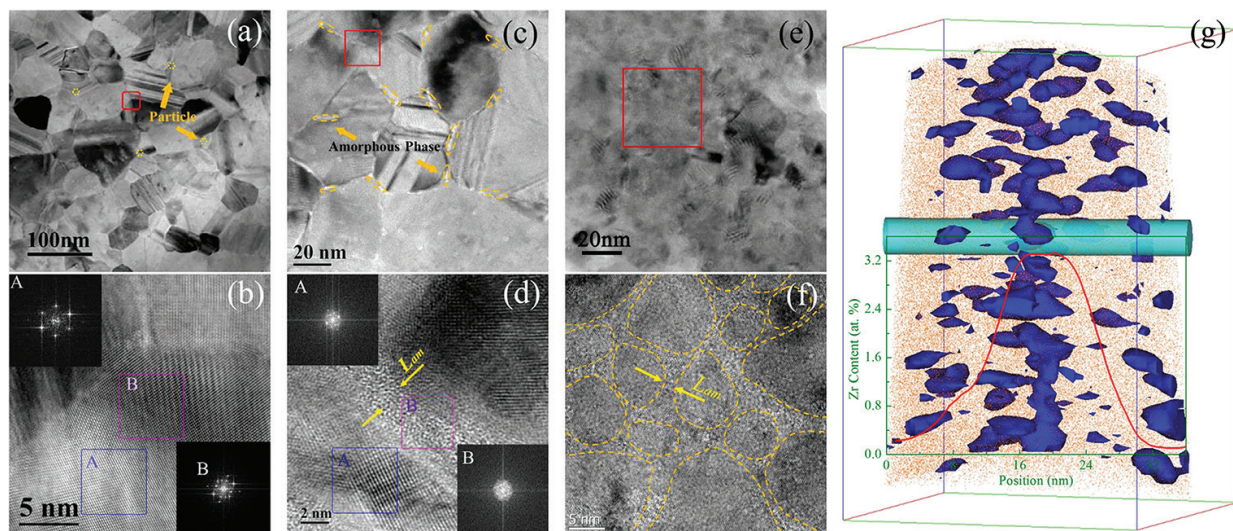 (a)
Particle
100nm
(c)
Amorphous Phase
20 nm
(e)
20nm
(g)
3.2
2.4
1.6
0.8
0.0
Zr Content (at. %)
0
8
16
24
Position (nm)
A
(b)
B
A
B
5 nm
A
(d)
Lam
B
A
B
2 nm
(f)
Lam
5 nm